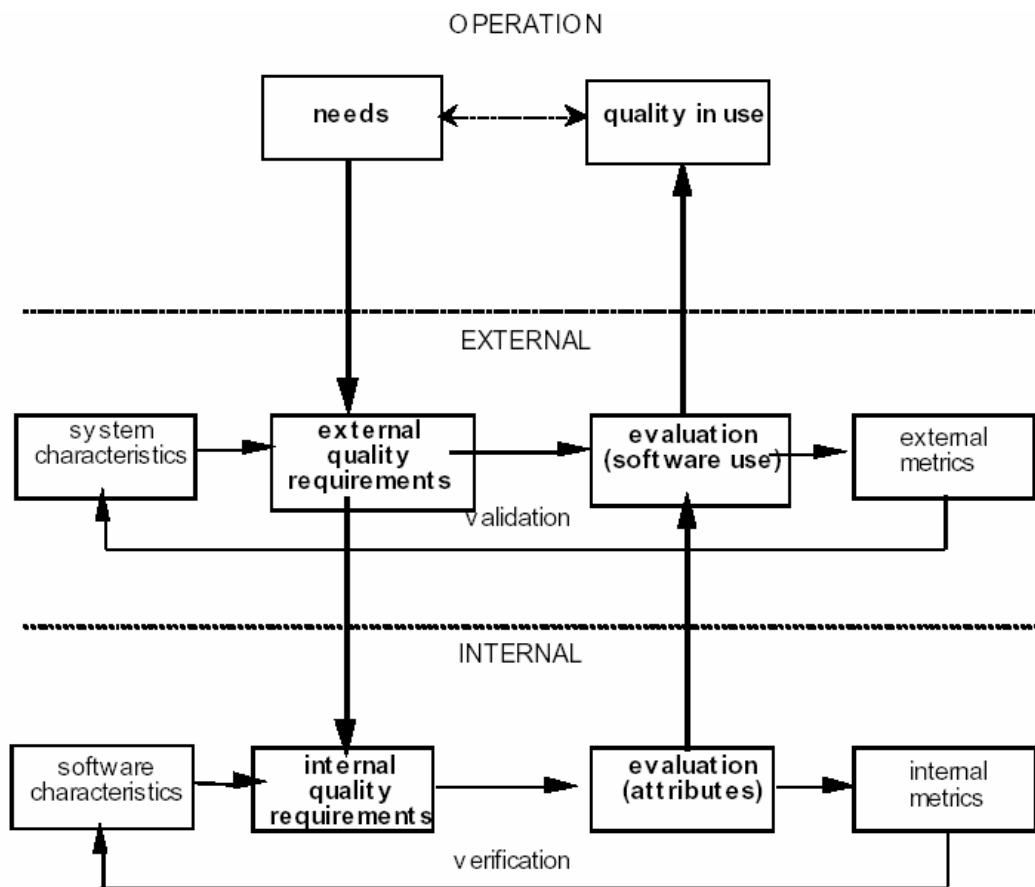 OPERATION
needs
quality in use
EXTERNAL
system
characteristics
external
quality
requirements
evaluation
(software use)
external
metrics
validation
INTERNAL
software
characteristics
internal
quality
requirements
evaluation
(attributes)
internal
metrics
verification